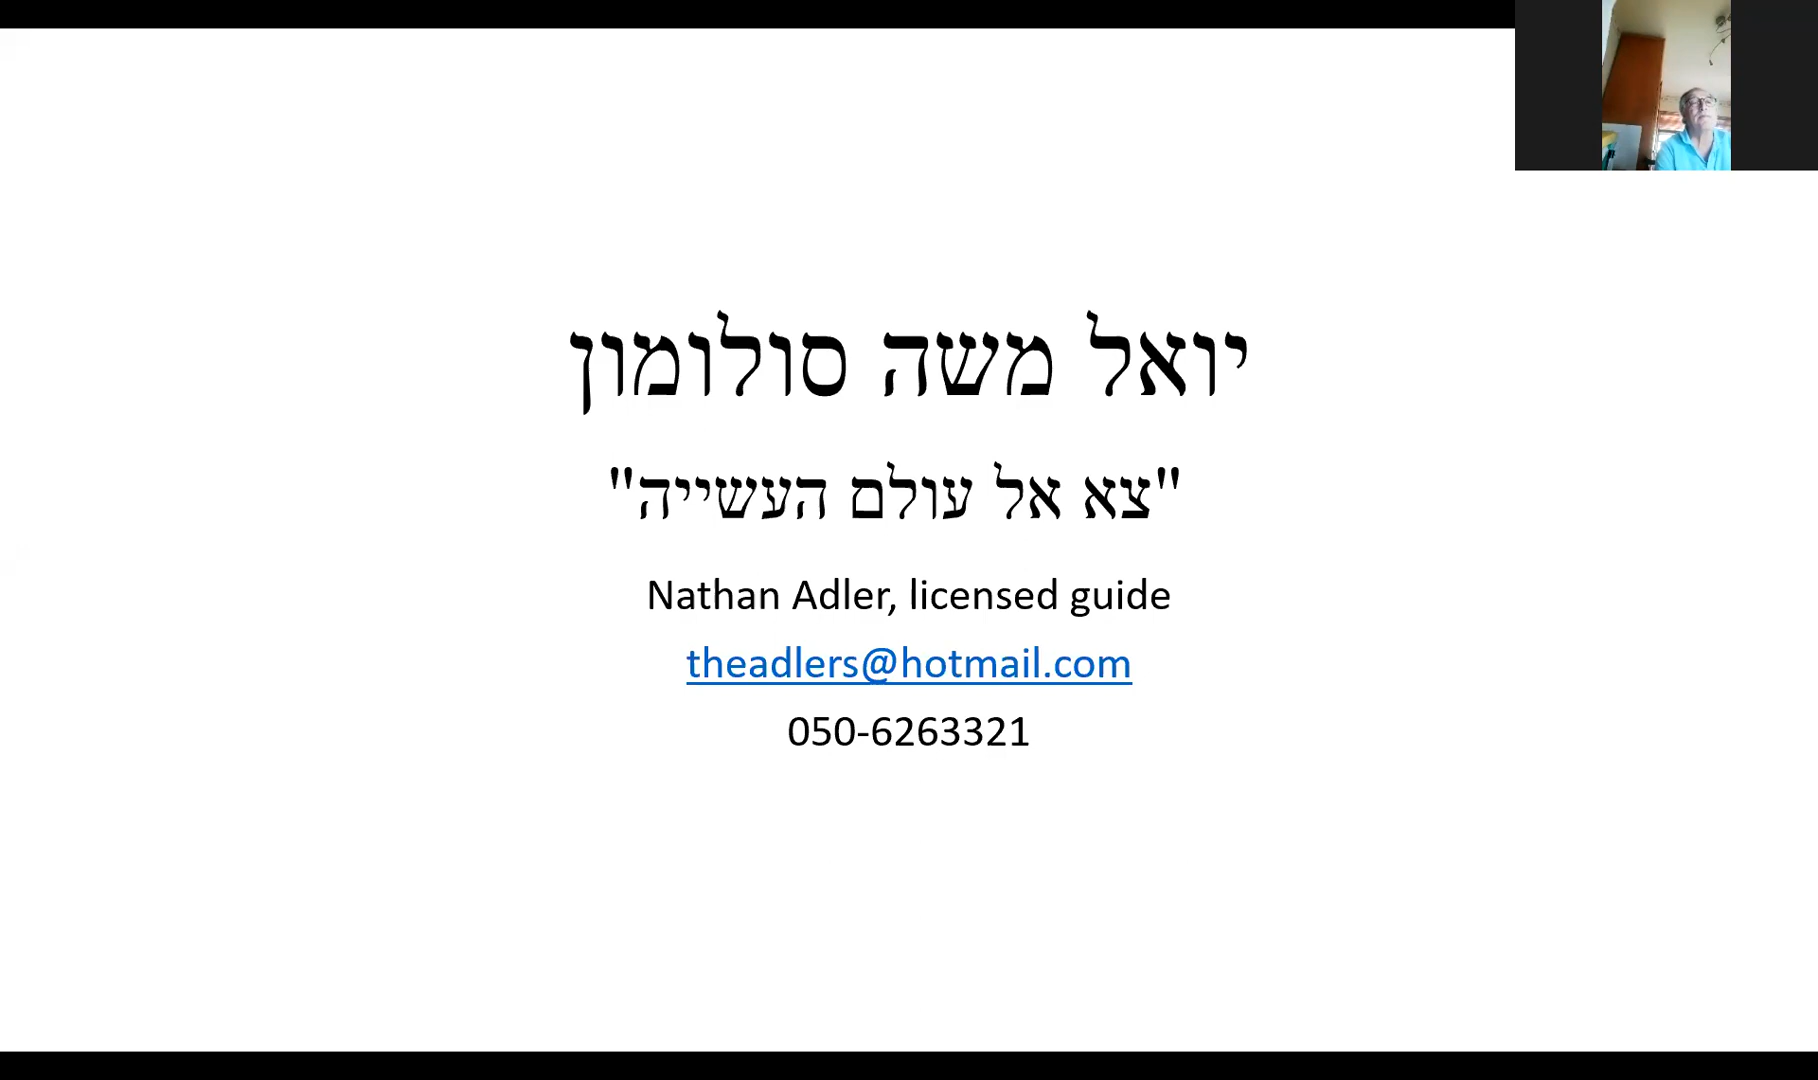 יואל משה סולומון
"צא אל עולם העשייה"
Nathan Adler, licensed guide
theadlers@hotmail.com
050-6263321